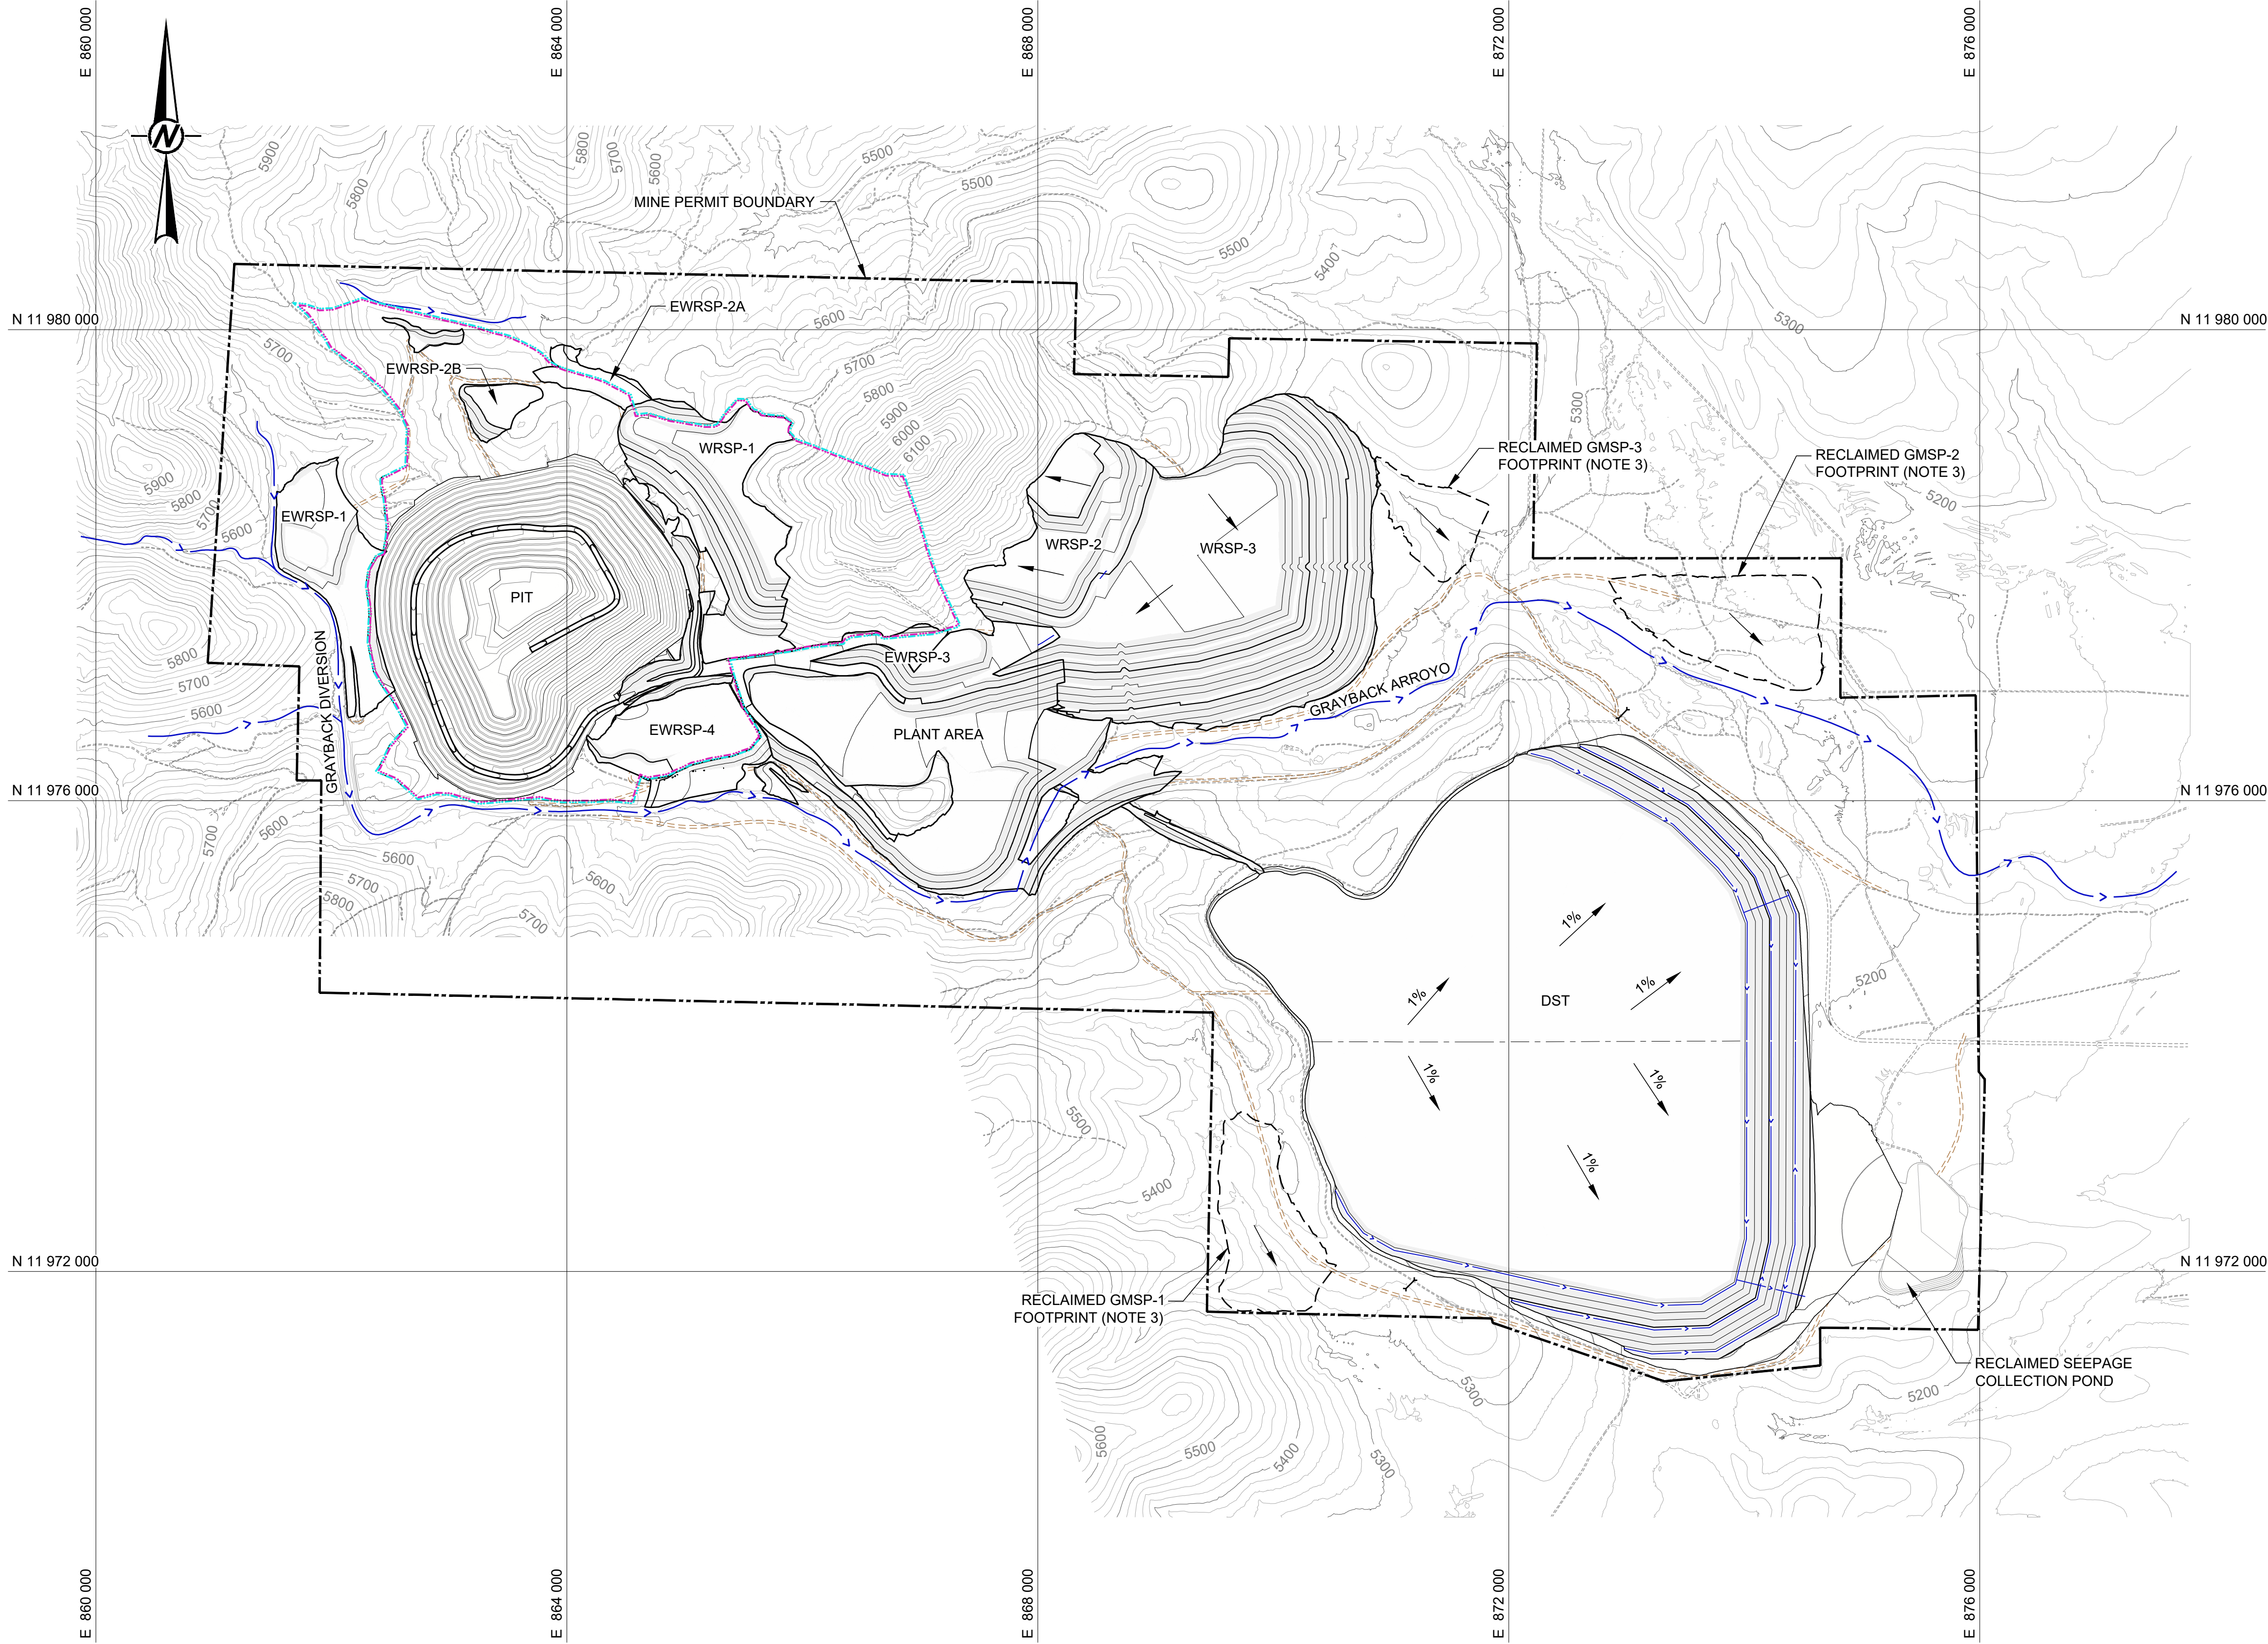 E 860 000
E 864 000
E 868 000
E 872 000
E 876 000
N
5900
5800
5800
5700
5600
5500
5500
MINE PERMIT BOUNDARY
5500
5400
EWRSP-2A
N 11 980 000
N 11 980 000
5600
5300
5700
5700
EWRSP-2B
5800
5900
6000
6100
5300
WRSP-1
RECLAIMED GMSP-3
FOOTPRINT (NOTE 3)
RECLAIMED GMSP-2
FOOTPRINT (NOTE 3)
5900
5800
5700
5600
5200
EWRSP-1
WRSP-2
WRSP-3
PIT
5800
5700
5600
GRAYBACK DIVERSION
EWRSP-3
GRAYBACK ARROYO
EWRSP-4
PLANT AREA
N 11 976 000
N 11 976 000
5700
5600
5600
5700
5800
5600
5700
1%
1%
1%
DST
5200
1%
1%
1%
5500
5400
N 11 972 000
N 11 972 000
RECLAIMED GMSP-1
FOOTPRINT (NOTE 3)
RECLAIMED SEEPAGE
COLLECTION POND
5300
5200
5600
5500
5400
5300
E 860 000
E 864 000
E 868 000
E 872 000
E 876 000